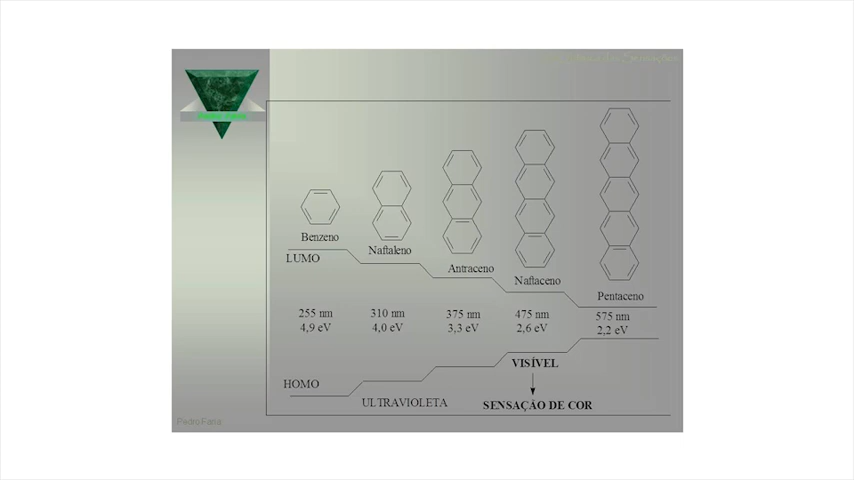 Pedro Faria
Benzeno
Naftaleno
Antraceno
Naftaceno
Pentaceno
LUMO
255 nm
4,9 eV
310 nm
4,0 eV
375 nm
3,3 eV
475 nm
2,6 eV
575 nm
2,2 eV
VISÍVEL
HOMO
ULTRAVIOLETA
SENSAÇÃO DE COR
Pedro Faria